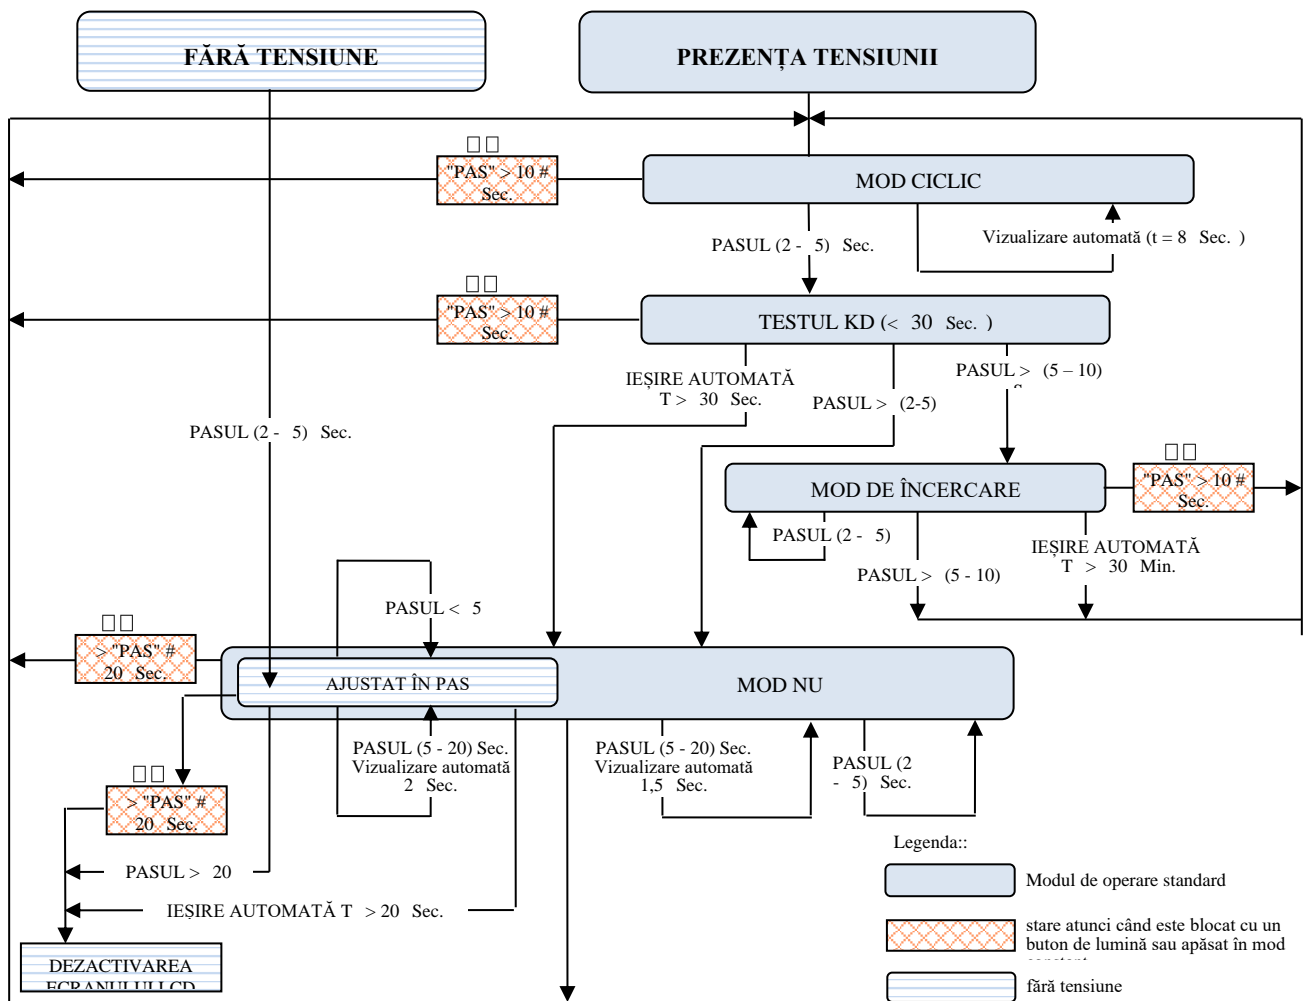 FĂRĂ TENSIUNE
PREZENȚA TENSIUNII
"PAS" > 10 #
Sec.
MOD CICLIC
PASUL (2 - 5) Sec.
Vizualizare automată (t = 8 Sec. )
"PAS" > 10 #
Sec.
TESTUL KD (< 30 Sec. )
IEȘIRE AUTOMATĂ
T > 30 Sec.
PASUL > (2-5)
PASUL > (5 – 10)
PASUL (2 - 5) Sec.
MOD DE ÎNCERCARE
"PAS" > 10 #
Sec.
PASUL (2 - 5)
PASUL > (5 - 10)
IEȘIRE AUTOMATĂ
T > 30 Min.
PASUL < 5
> "PAS" #
20 Sec.
AJUSTAT ÎN PAS
MOD NU
PASUL (5 - 20) Sec.
Vizualizare automată
2 Sec.
PASUL (5 - 20) Sec.
Vizualizare automată
1,5 Sec.
PASUL (2
- 5) Sec.
> "PAS" #
20 Sec.
PASUL > 20
IEȘIRE AUTOMATĂ T > 20 Sec.
DEZACTIVAREA
ECRANULUI LCD
Legenda::
Modul de operare standard
stare atunci când este blocat cu un
buton de lumină sau apăsat în mod
constant
fără tensiune